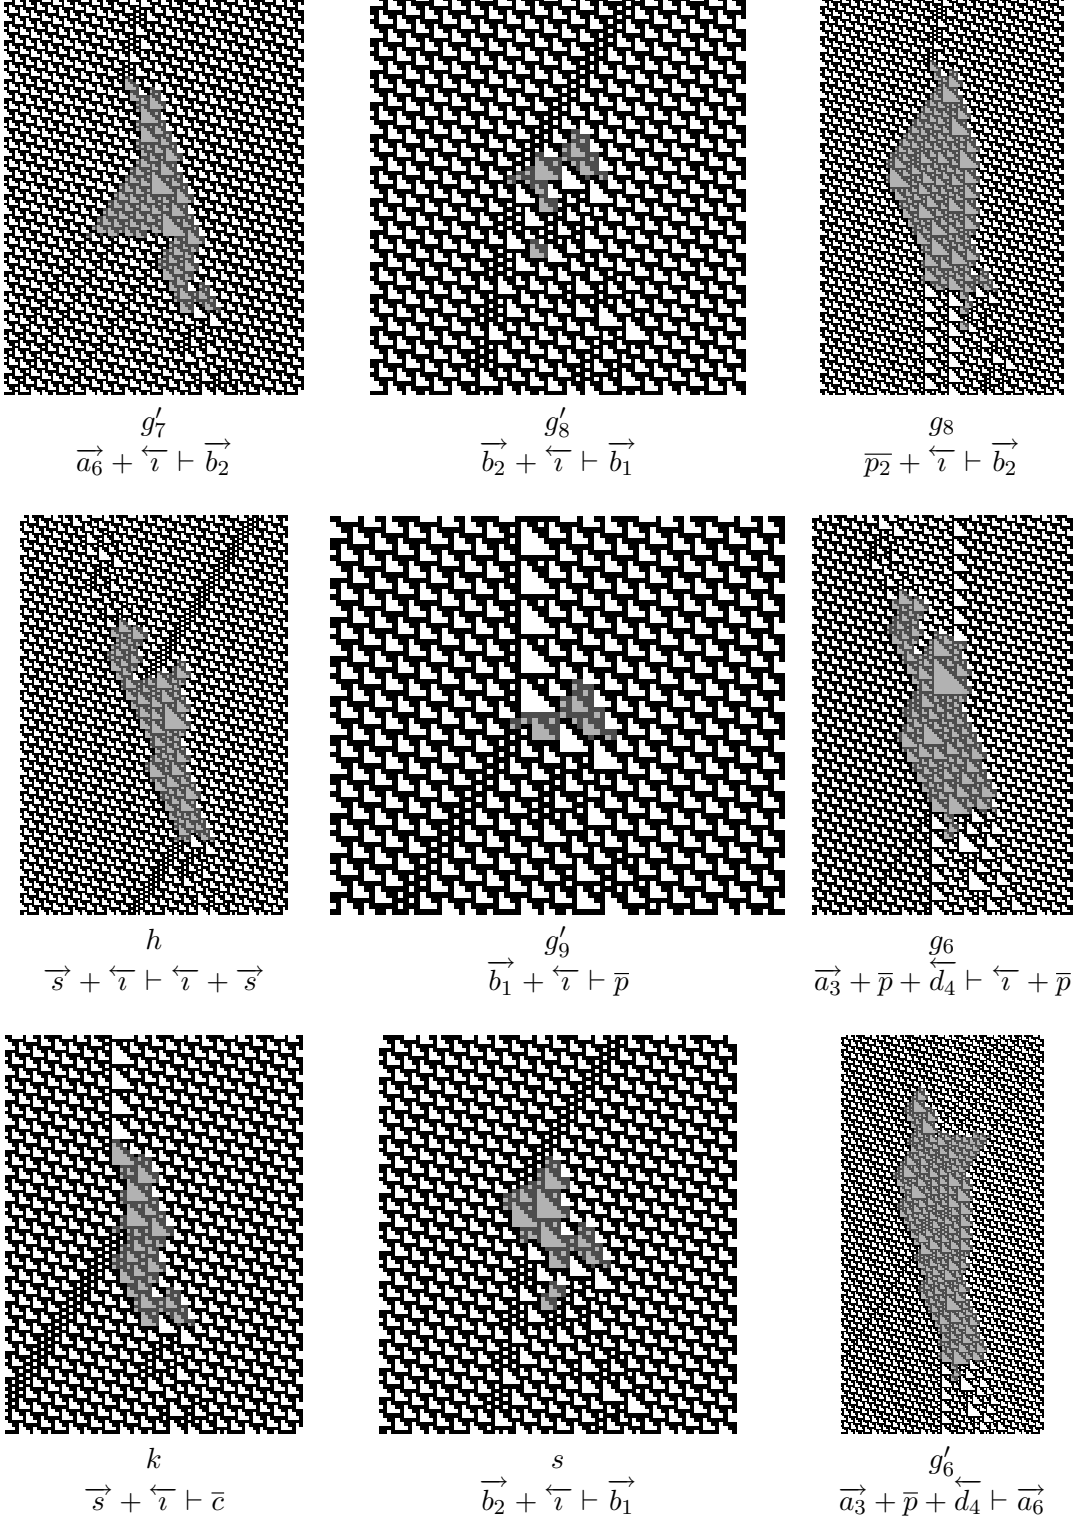 g′₇ g′₈ g₈
→a₆ + ←ı ⊢ →b₂ →b₂ + ←ı ⊢ →b₁ p̅₂ + ←ı ⊢ →b₂
h g′₉ g₆
→s + ←ı ⊢ ←ı + →s →b₁ + ←ı ⊢ p̅ →a₃ + p̅ + ←d₄ ⊢ ←ı + p̅
k s g′₆
→s + ←ı ⊢ c̅ →b₂ + ←ı ⊢ →b₁ →a₃ + p̅ + ←d₄ ⊢ →a₆